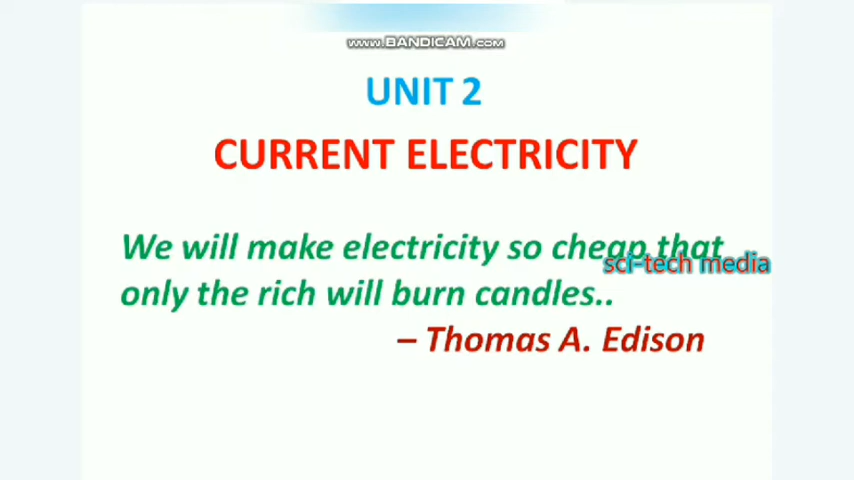 www.BANDICAM.com
UNIT 2
CURRENT ELECTRICITY
We will make electricity so cheap that
sci-tech media
only the rich will burn candles..
– Thomas A. Edison